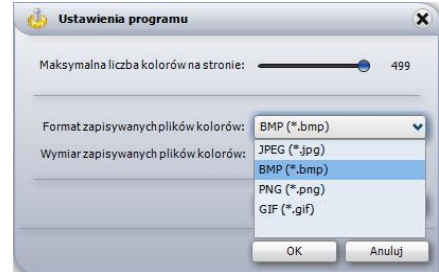 Ustawienia programu
Maksymalna liczba kolorów na stronie: 499
Format zapisywanych plików kolorów: BMP (*.bmp)
Wymiar zapisywanych plików kolorów:
JPEG (*.jpg)
BMP (*.bmp)
PNG (*.png)
GIF (*.gif)
OK Anuluj